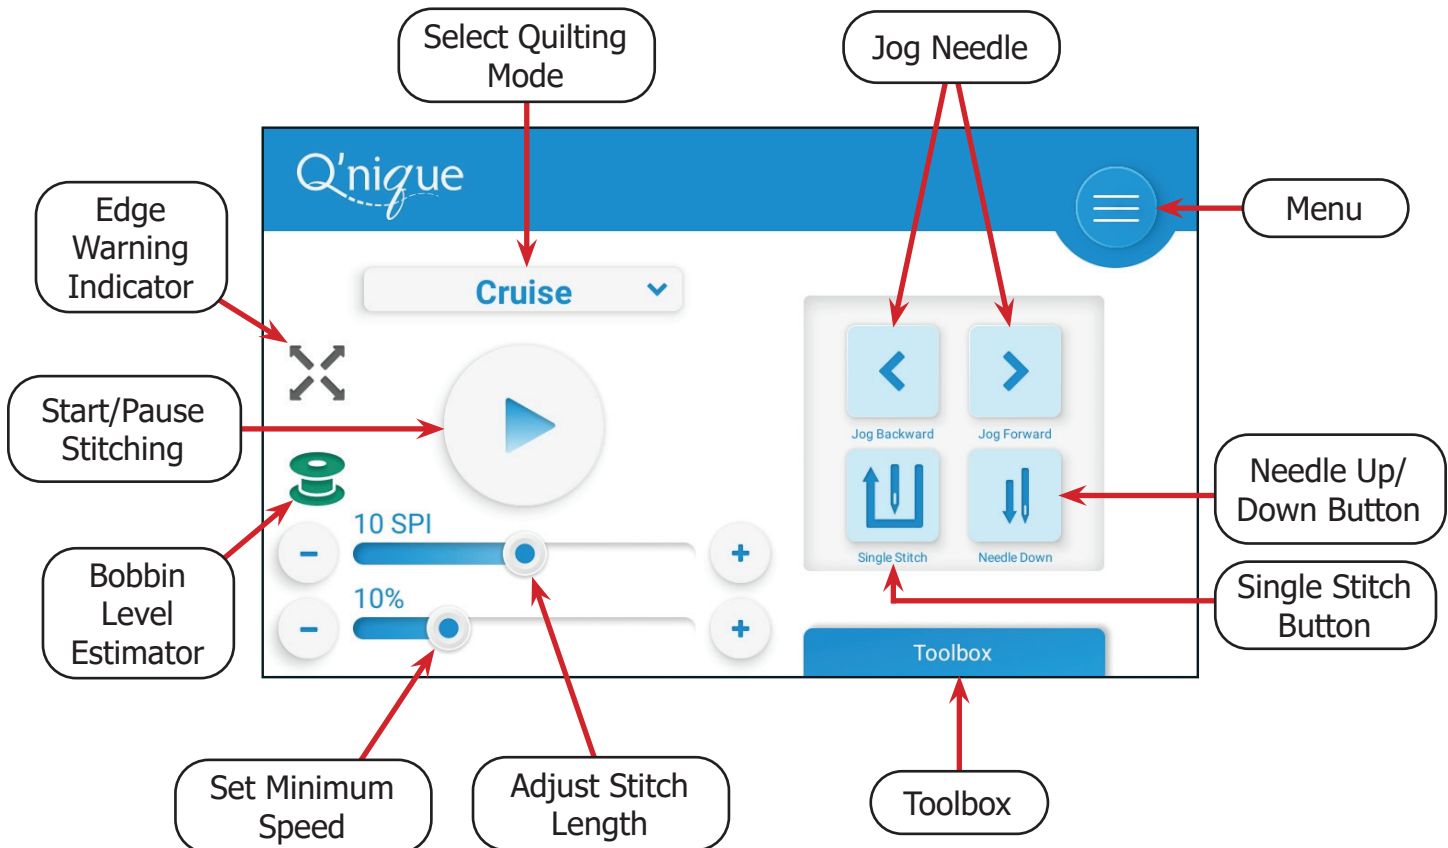 Select Quilting
Mode
Jog Needle
Q'nique
Menu
Edge
Warning
Indicator
Cruise
Start/Pause
Stitching
Jog Backward
Jog Forward
Needle Up/
Down Button
10 SPI
Single Stitch
Needle Down
Bobbin
Level
Estimator
10%
Single Stitch
Button
Toolbox
Set Minimum
Speed
Adjust Stitch
Length
Toolbox